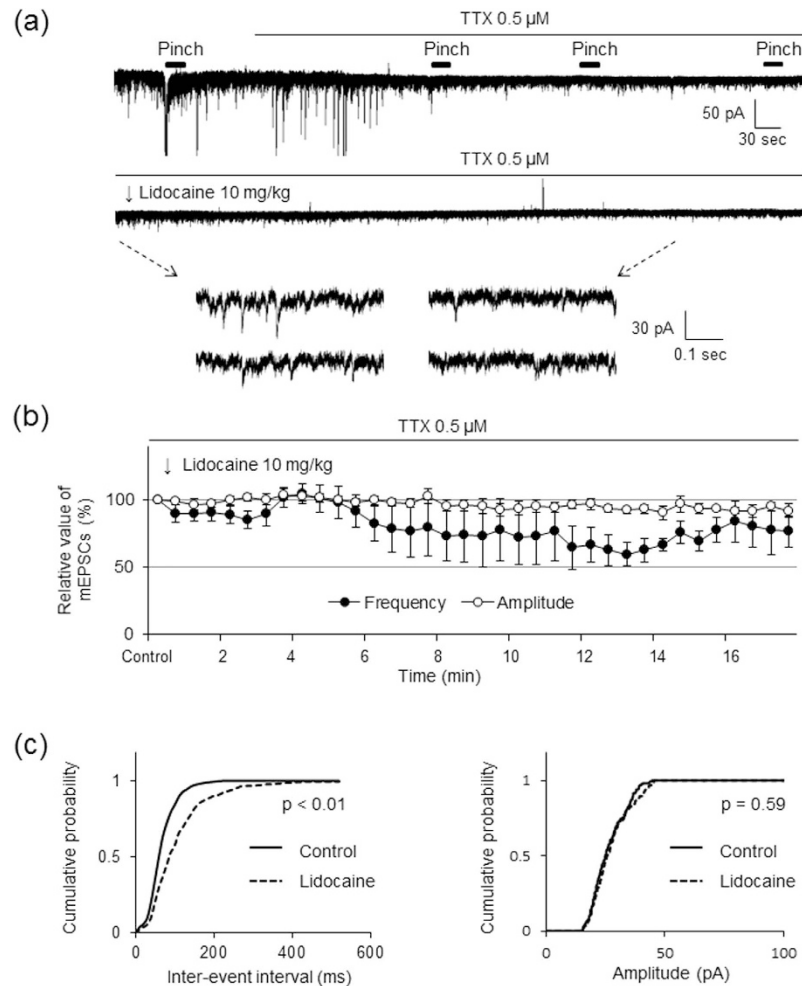 (a)
TTX 0.5 µM
Pinch Pinch Pinch Pinch
50 pA
30 sec
TTX 0.5 µM
↓ Lidocaine 10 mg/kg
30 pA
0.1 sec
(b)
TTX 0.5 µM
↓ Lidocaine 10 mg/kg
Relative value of
mEPSCs (%)
100
50
0
Frequency Amplitude
Control 2 4 6 8 10 12 14 16
Time (min)
(c)
Cumulative probability
1
0.5
0
p < 0.01
Control
Lidocaine
0 200 400 600
Inter-event interval (ms)
Cumulative probability
1
0.5
0
p = 0.59
Control
Lidocaine
0 50 100
Amplitude (pA)